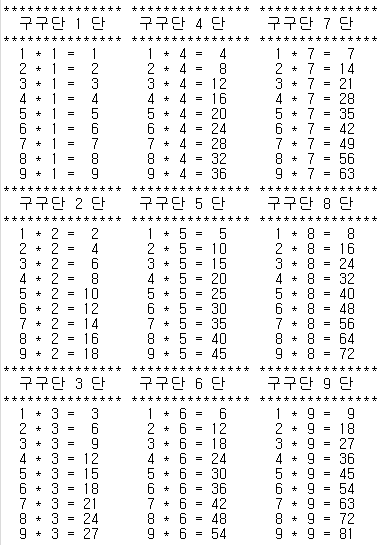 *************** *************** ***************
구구단 1 단 구구단 4 단 구구단 7 단
*************** *************** ***************
1 * 1 = 1 1 * 4 = 4 1 * 7 = 7
2 * 1 = 2 2 * 4 = 8 2 * 7 = 14
3 * 1 = 3 3 * 4 = 12 3 * 7 = 21
4 * 1 = 4 4 * 4 = 16 4 * 7 = 28
5 * 1 = 5 5 * 4 = 20 5 * 7 = 35
6 * 1 = 6 6 * 4 = 24 6 * 7 = 42
7 * 1 = 7 7 * 4 = 28 7 * 7 = 49
8 * 1 = 8 8 * 4 = 32 8 * 7 = 56
9 * 1 = 9 9 * 4 = 36 9 * 7 = 63
*************** *************** ***************
구구단 2 단 구구단 5 단 구구단 8 단
*************** *************** ***************
1 * 2 = 2 1 * 5 = 5 1 * 8 = 8
2 * 2 = 4 2 * 5 = 10 2 * 8 = 16
3 * 2 = 6 3 * 5 = 15 3 * 8 = 24
4 * 2 = 8 4 * 5 = 20 4 * 8 = 32
5 * 2 = 10 5 * 5 = 25 5 * 8 = 40
6 * 2 = 12 6 * 5 = 30 6 * 8 = 48
7 * 2 = 14 7 * 5 = 35 7 * 8 = 56
8 * 2 = 16 8 * 5 = 40 8 * 8 = 64
9 * 2 = 18 9 * 5 = 45 9 * 8 = 72
*************** *************** ***************
구구단 3 단 구구단 6 단 구구단 9 단
*************** *************** ***************
1 * 3 = 3 1 * 6 = 6 1 * 9 = 9
2 * 3 = 6 2 * 6 = 12 2 * 9 = 18
3 * 3 = 9 3 * 6 = 18 3 * 9 = 27
4 * 3 = 12 4 * 6 = 24 4 * 9 = 36
5 * 3 = 15 5 * 6 = 30 5 * 9 = 45
6 * 3 = 18 6 * 6 = 36 6 * 9 = 54
7 * 3 = 21 7 * 6 = 42 7 * 9 = 63
8 * 3 = 24 8 * 6 = 48 8 * 9 = 72
9 * 3 = 27 9 * 6 = 54 9 * 9 = 81